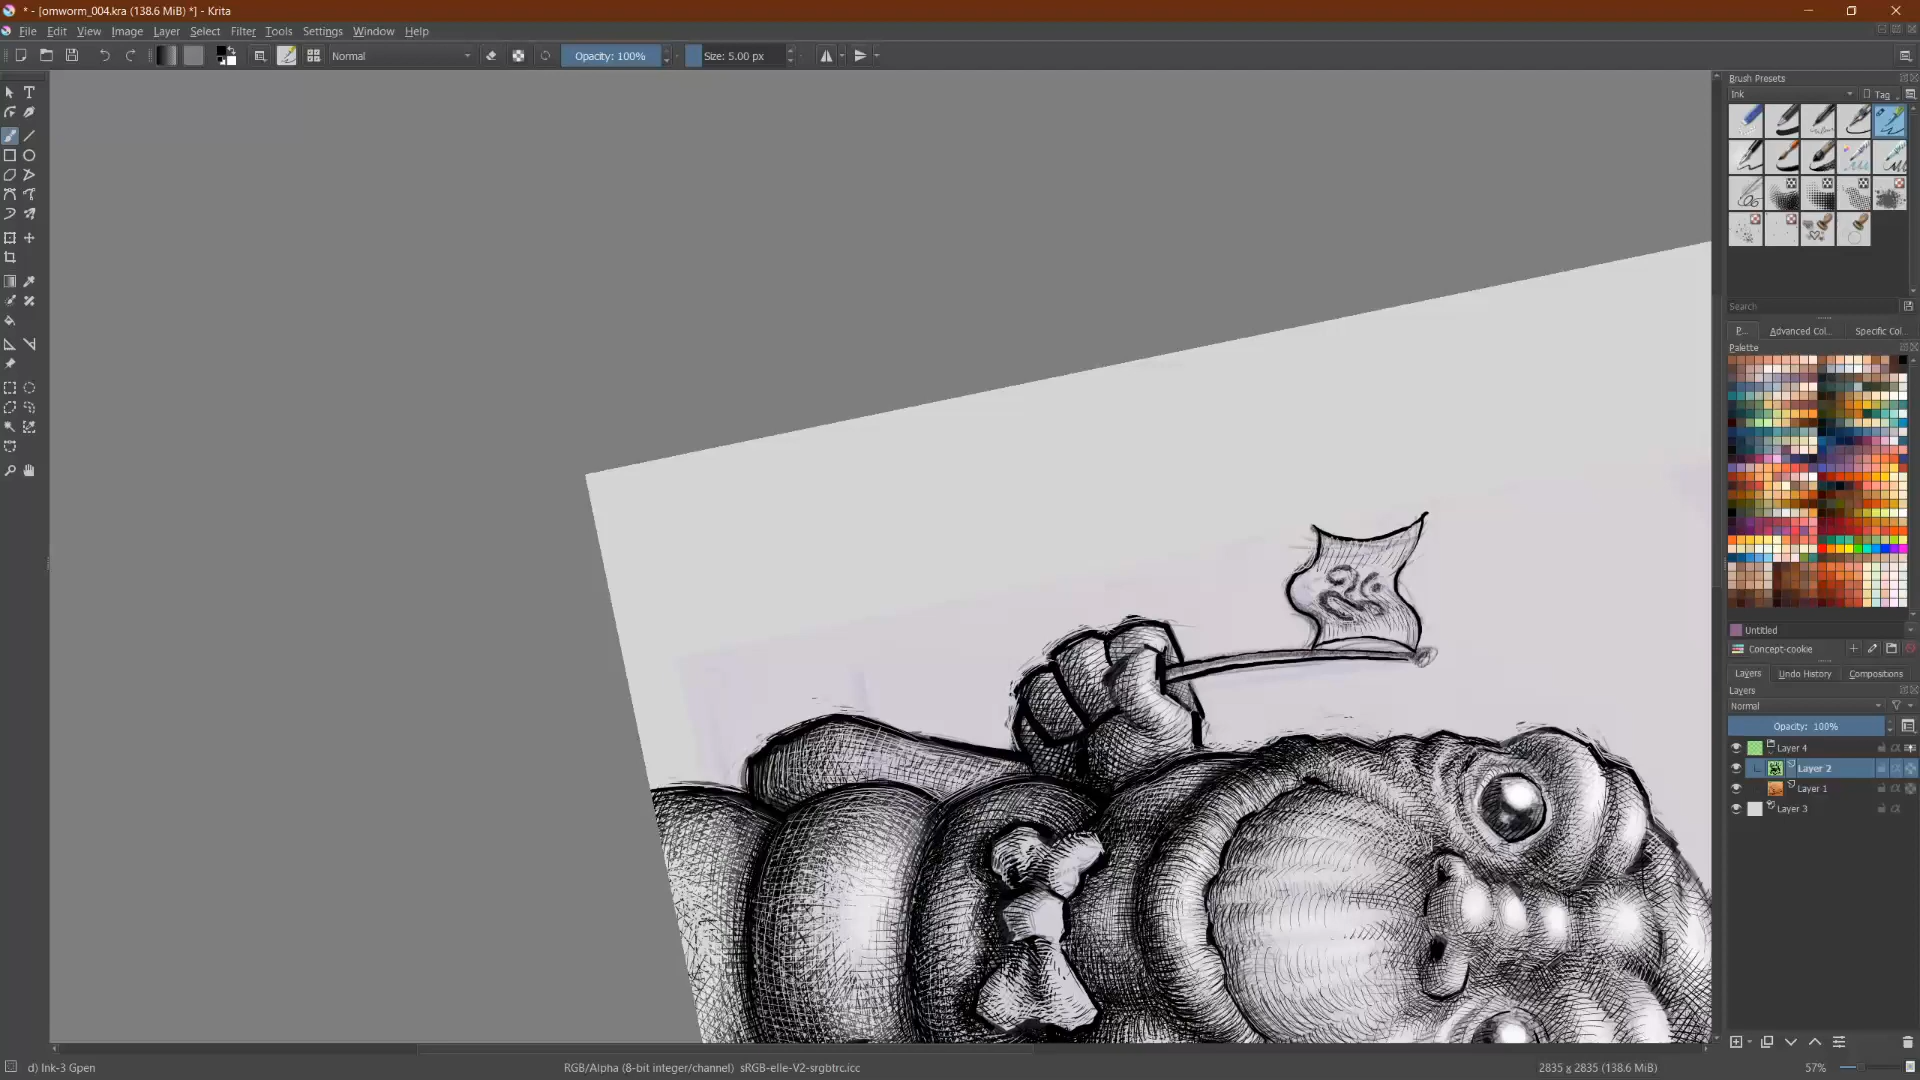 * - [omworm_004.kra (138.6 MiB) *] - Krita
File Edit View Image Layer Select Filter Tools Settings Window Help
Normal
Opacity: 100%
Size: 5.00 px
Brush Presets
Ink
Tag
Search
P...
Advanced Col...
Specific Col...
Palette
Untitled
Concept-cookie
Layers
Undo History
Compositions
Layers
Normal
Opacity: 100%
Layer 4
Layer 2
Layer 1
Layer 3
d) Ink-3 Gpen
RGB/Alpha (8-bit integer/channel) sRGB-elle-V2-srgbtrc.icc
2835 x 2835 (138.6 MiB)
57%